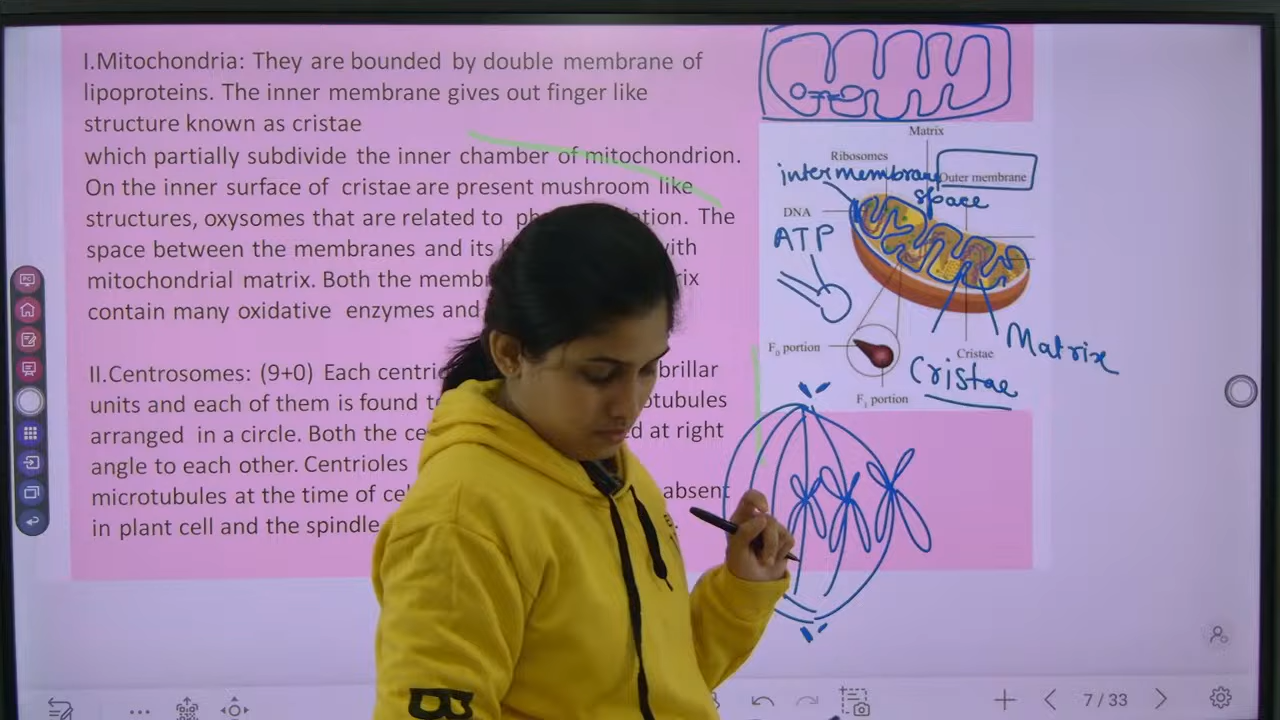 I.Mitochondria: They are bounded by double membrane of
lipoproteins. The inner membrane gives out finger like
structure known as cristae
which partially subdivide the inner chamber of mitochondrion.
On the inner surface of cristae are present mushroom like
structures, oxysomes that are related to The
space between the membranes and its with
mitochondrial matrix. Both the
contain many oxidative enzymes and
II.Centrosomes: (9+0) Each
units and each of them is found
arranged in a circle. Both the at right
angle to each other. Centrioles
microtubules at the time of absent
in plant cell and the spindle
Matrix
Ribosomes
intermembrane
Outer membrane
space
DNA
ATP
Matrix
F0 portion
Cristae
Cristae
F1 portion
7 / 33